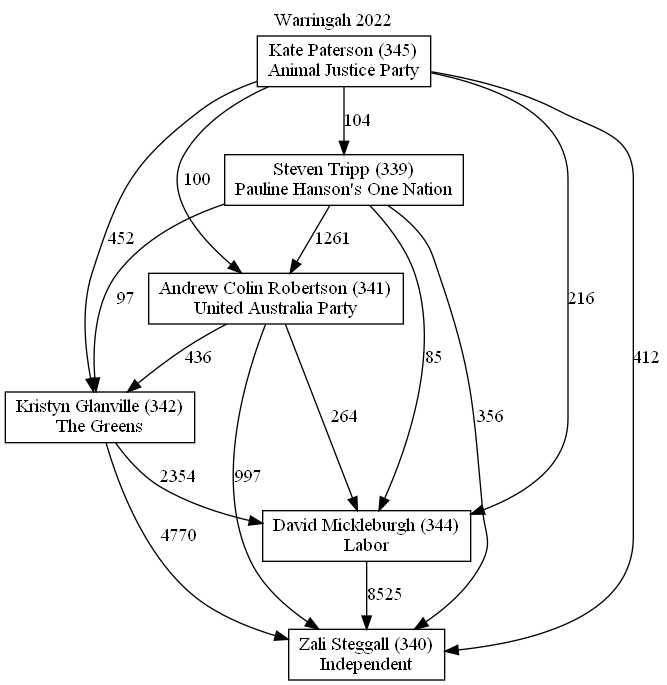 Warringah 2022
Kate Paterson (345)
Animal Justice Party
104
Steven Tripp (339)
Pauline Hanson's One Nation
100
452
1261
Andrew Colin Robertson (341)
United Australia Party
97
216
85
436
412
Kristyn Glanville (342)
The Greens
264
356
2354
997
David Mickleburgh (344)
Labor
4770
8525
Zali Steggall (340)
Independent